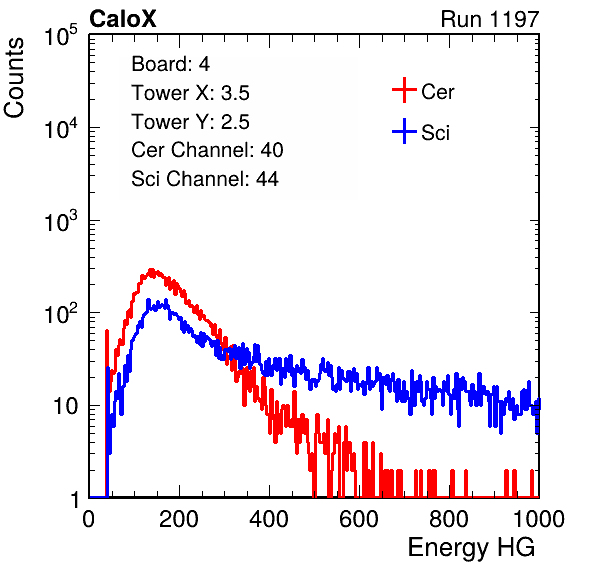 CaloX Run 1197
Counts
10^5
10^4
10^3
10^2
10
1
Board: 4
Tower X: 3.5
Tower Y: 2.5
Cer Channel: 40
Sci Channel: 44
Cer
Sci
0 200 400 600 800 1000
Energy HG